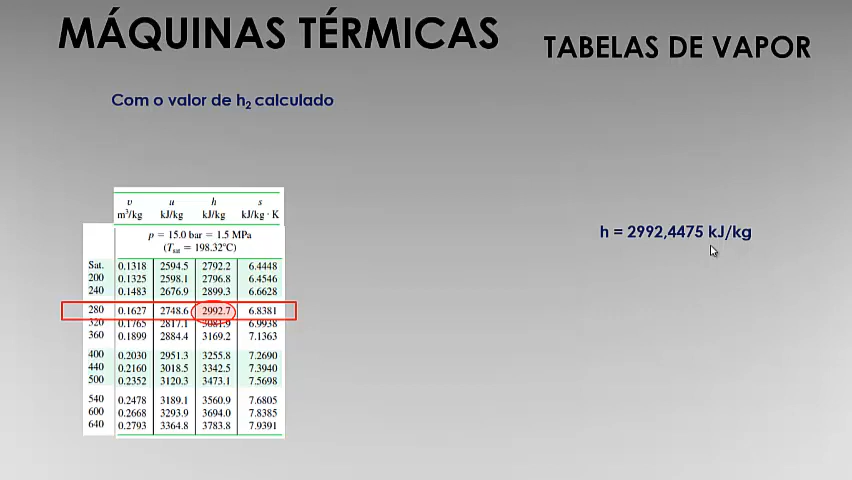 MÁQUINAS TÉRMICAS
TABELAS DE VAPOR
Com o valor de h2 calculado
h = 2992,4475 kJ/kg
v u h s
m³/kg kJ/kg kJ/kg kJ/kg · K
p = 15.0 bar = 1.5 MPa
(Tsat = 198.32°C)
Sat. 0.1318 2594.5 2792.2 6.4448
200 0.1325 2598.1 2796.8 6.4546
240 0.1483 2676.9 2899.3 6.6628
280 0.1627 2748.6 2992.7 6.8381
320 0.1765 2817.1 3081.9 6.9938
360 0.1899 2884.4 3169.2 7.1363
400 0.2030 2951.3 3255.8 7.2690
440 0.2160 3018.5 3342.5 7.3940
500 0.2352 3120.3 3473.1 7.5698
540 0.2478 3189.1 3560.9 7.6805
600 0.2668 3293.9 3694.0 7.8385
640 0.2793 3364.8 3783.8 7.9391